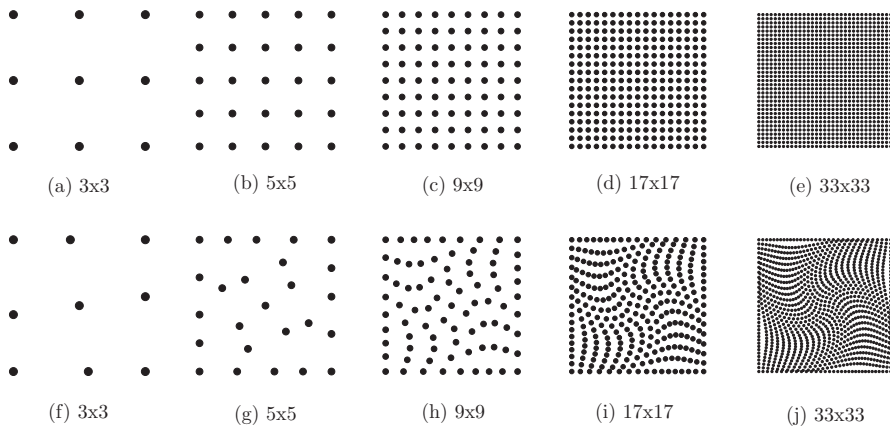 (a) 3x3
(b) 5x5
(c) 9x9
(d) 17x17
(e) 33x33
(f) 3x3
(g) 5x5
(h) 9x9
(i) 17x17
(j) 33x33